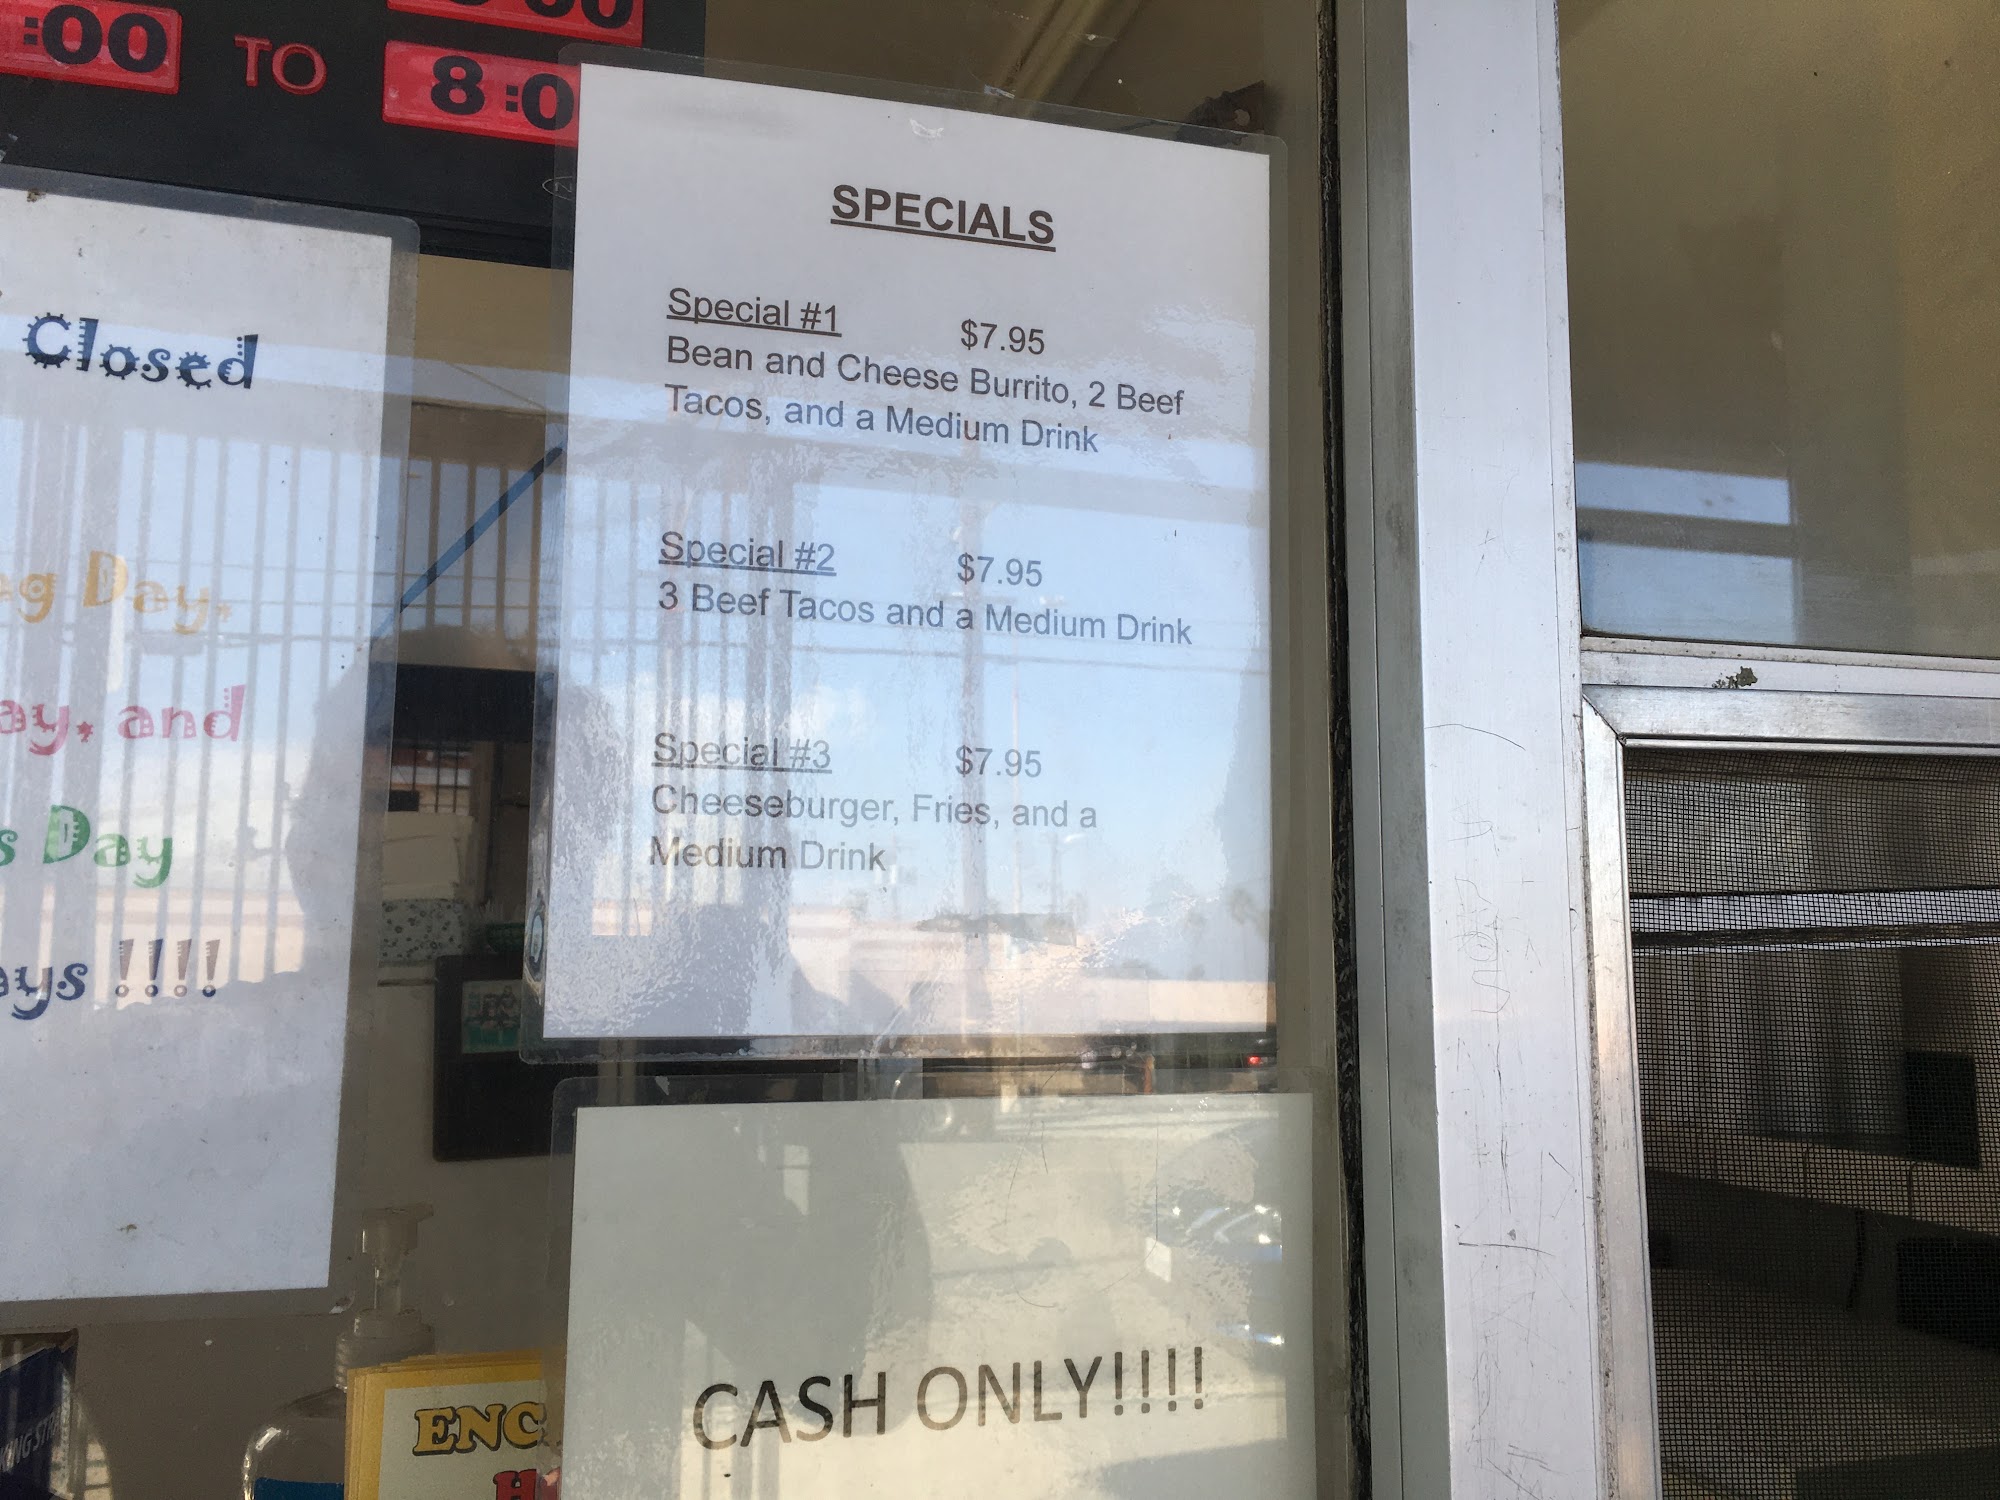 :00 TO 8:0
Closed
Day,
and
Day
!!!!
SPECIALS
Special #1 $7.95
Bean and Cheese Burrito, 2 Beef
Tacos, and a Medium Drink
Special #2 $7.95
3 Beef Tacos and a Medium Drink
Special #3 $7.95
Cheeseburger, Fries, and a
Medium Drink
CASH ONLY!!!!
ENC
H